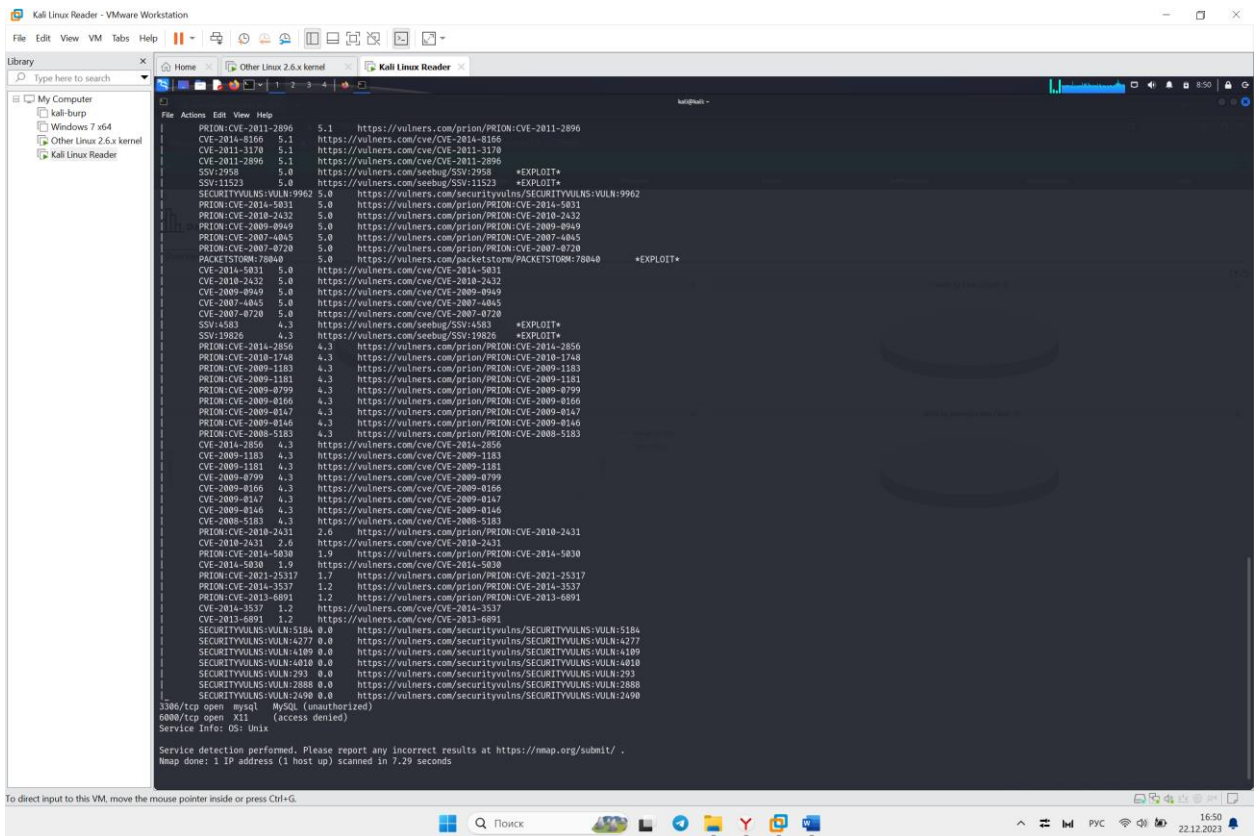 Kali Linux Reader - VMware Workstation
File Edit View VM Tabs Help
Library
Type here to search
My Computer
kali-burp
Windows 7 x64
Other Linux 2.6.x kernel
Kali Linux Reader
Home Other Linux 2.6.x kernel Kali Linux Reader
1 2 3 4
8:50
kali@kali: ~
File Actions Edit View Help
| PRION:CVE-2011-2896 5.1 https://vulners.com/prion/PRION:CVE-2011-2896
| CVE-2014-8166 5.1 https://vulners.com/cve/CVE-2014-8166
| CVE-2011-3170 5.1 https://vulners.com/cve/CVE-2011-3170
| CVE-2011-2896 5.1 https://vulners.com/cve/CVE-2011-2896
| SSV:2958 5.0 https://vulners.com/seebug/SSV:2958 *EXPLOIT*
| SSV:11523 5.0 https://vulners.com/seebug/SSV:11523 *EXPLOIT*
| SECURITYVULNS:VULN:9962 5.0 https://vulners.com/securityvulns/SECURITYVULNS:VULN:9962
| PRION:CVE-2014-5031 5.0 https://vulners.com/prion/PRION:CVE-2014-5031
| PRION:CVE-2010-2432 5.0 https://vulners.com/prion/PRION:CVE-2010-2432
| PRION:CVE-2009-0949 5.0 https://vulners.com/prion/PRION:CVE-2009-0949
| PRION:CVE-2007-4045 5.0 https://vulners.com/prion/PRION:CVE-2007-4045
| PRION:CVE-2007-0720 5.0 https://vulners.com/prion/PRION:CVE-2007-0720
| PACKETSTORM:78040 5.0 https://vulners.com/packetstorm/PACKETSTORM:78040 *EXPLOIT*
| CVE-2014-5031 5.0 https://vulners.com/cve/CVE-2014-5031
| CVE-2010-2432 5.0 https://vulners.com/cve/CVE-2010-2432
| CVE-2009-0949 5.0 https://vulners.com/cve/CVE-2009-0949
| CVE-2007-4045 5.0 https://vulners.com/cve/CVE-2007-4045
| CVE-2007-0720 5.0 https://vulners.com/cve/CVE-2007-0720
| SSV:4583 4.3 https://vulners.com/seebug/SSV:4583 *EXPLOIT*
| SSV:19826 4.3 https://vulners.com/seebug/SSV:19826 *EXPLOIT*
| PRION:CVE-2014-2856 4.3 https://vulners.com/prion/PRION:CVE-2014-2856
| PRION:CVE-2010-1748 4.3 https://vulners.com/prion/PRION:CVE-2010-1748
| PRION:CVE-2009-1183 4.3 https://vulners.com/prion/PRION:CVE-2009-1183
| PRION:CVE-2009-1181 4.3 https://vulners.com/prion/PRION:CVE-2009-1181
| PRION:CVE-2009-0799 4.3 https://vulners.com/prion/PRION:CVE-2009-0799
| PRION:CVE-2009-0166 4.3 https://vulners.com/prion/PRION:CVE-2009-0166
| PRION:CVE-2009-0147 4.3 https://vulners.com/prion/PRION:CVE-2009-0147
| PRION:CVE-2009-0146 4.3 https://vulners.com/prion/PRION:CVE-2009-0146
| PRION:CVE-2008-5183 4.3 https://vulners.com/prion/PRION:CVE-2008-5183
| CVE-2014-2856 4.3 https://vulners.com/cve/CVE-2014-2856
| CVE-2009-1183 4.3 https://vulners.com/cve/CVE-2009-1183
| CVE-2009-1181 4.3 https://vulners.com/cve/CVE-2009-1181
| CVE-2009-0799 4.3 https://vulners.com/cve/CVE-2009-0799
| CVE-2009-0166 4.3 https://vulners.com/cve/CVE-2009-0166
| CVE-2009-0147 4.3 https://vulners.com/cve/CVE-2009-0147
| CVE-2009-0146 4.3 https://vulners.com/cve/CVE-2009-0146
| CVE-2008-5183 4.3 https://vulners.com/cve/CVE-2008-5183
| PRION:CVE-2010-2431 2.6 https://vulners.com/prion/PRION:CVE-2010-2431
| CVE-2010-2431 2.6 https://vulners.com/cve/CVE-2010-2431
| PRION:CVE-2014-5030 1.9 https://vulners.com/prion/PRION:CVE-2014-5030
| CVE-2014-5030 1.9 https://vulners.com/cve/CVE-2014-5030
| PRION:CVE-2021-25317 1.7 https://vulners.com/prion/PRION:CVE-2021-25317
| PRION:CVE-2014-3537 1.2 https://vulners.com/prion/PRION:CVE-2014-3537
| PRION:CVE-2013-6891 1.2 https://vulners.com/prion/PRION:CVE-2013-6891
| CVE-2014-3537 1.2 https://vulners.com/cve/CVE-2014-3537
| CVE-2013-6891 1.2 https://vulners.com/cve/CVE-2013-6891
| SECURITYVULNS:VULN:5184 0.0 https://vulners.com/securityvulns/SECURITYVULNS:VULN:5184
| SECURITYVULNS:VULN:4277 0.0 https://vulners.com/securityvulns/SECURITYVULNS:VULN:4277
| SECURITYVULNS:VULN:4109 0.0 https://vulners.com/securityvulns/SECURITYVULNS:VULN:4109
| SECURITYVULNS:VULN:4010 0.0 https://vulners.com/securityvulns/SECURITYVULNS:VULN:4010
| SECURITYVULNS:VULN:293 0.0 https://vulners.com/securityvulns/SECURITYVULNS:VULN:293
| SECURITYVULNS:VULN:2888 0.0 https://vulners.com/securityvulns/SECURITYVULNS:VULN:2888
|_ SECURITYVULNS:VULN:2490 0.0 https://vulners.com/securityvulns/SECURITYVULNS:VULN:2490
3306/tcp open mysql MySQL (unauthorized)
6000/tcp open X11 (access denied)
Service Info: OS: Unix
Service detection performed. Please report any incorrect results at https://nmap.org/submit/ .
Nmap done: 1 IP address (1 host up) scanned in 7.29 seconds
To direct input to this VM, move the mouse pointer inside or press Ctrl+G.
Поиск
РУС
16:50
22.12.2023